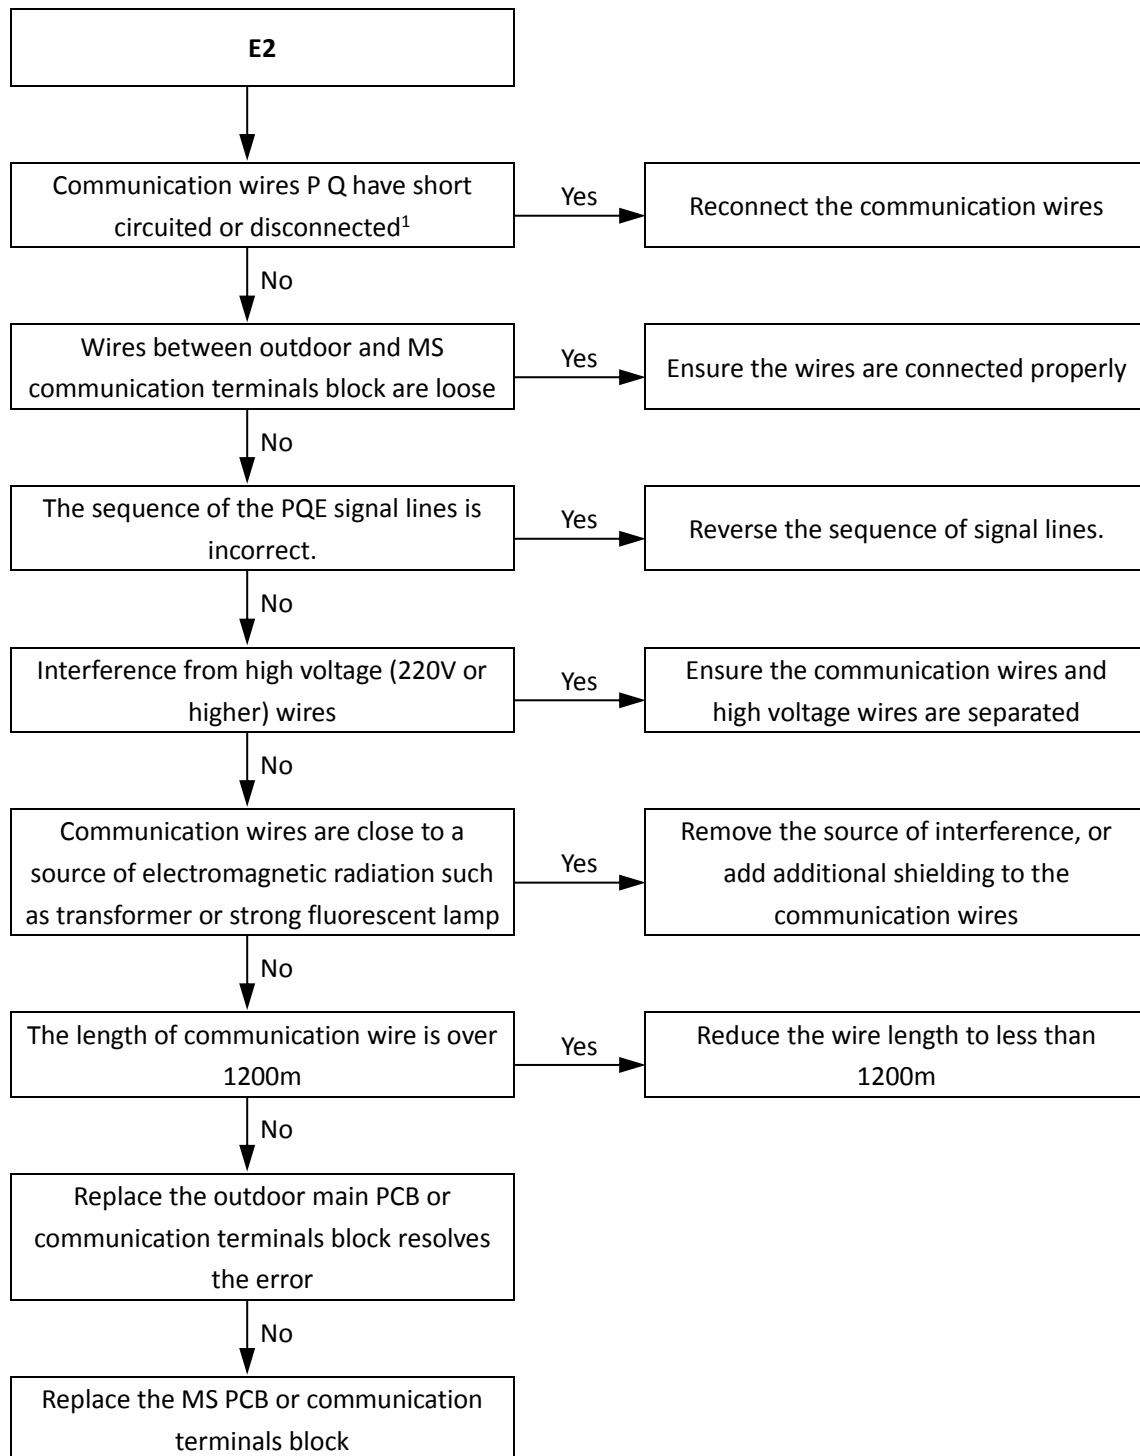 E2
Communication wires P Q have short
circuited or disconnected¹
Yes
Reconnect the communication wires
No
Wires between outdoor and MS
communication terminals block are loose
Yes
Ensure the wires are connected properly
No
The sequence of the PQE signal lines is
incorrect.
Yes
Reverse the sequence of signal lines.
No
Interference from high voltage (220V or
higher) wires
Yes
Ensure the communication wires and
high voltage wires are separated
No
Communication wires are close to a
source of electromagnetic radiation such
as transformer or strong fluorescent lamp
Yes
Remove the source of interference, or
add additional shielding to the
communication wires
No
The length of communication wire is over
1200m
Yes
Reduce the wire length to less than
1200m
No
Replace the outdoor main PCB or
communication terminals block resolves
the error
No
Replace the MS PCB or communication
terminals block